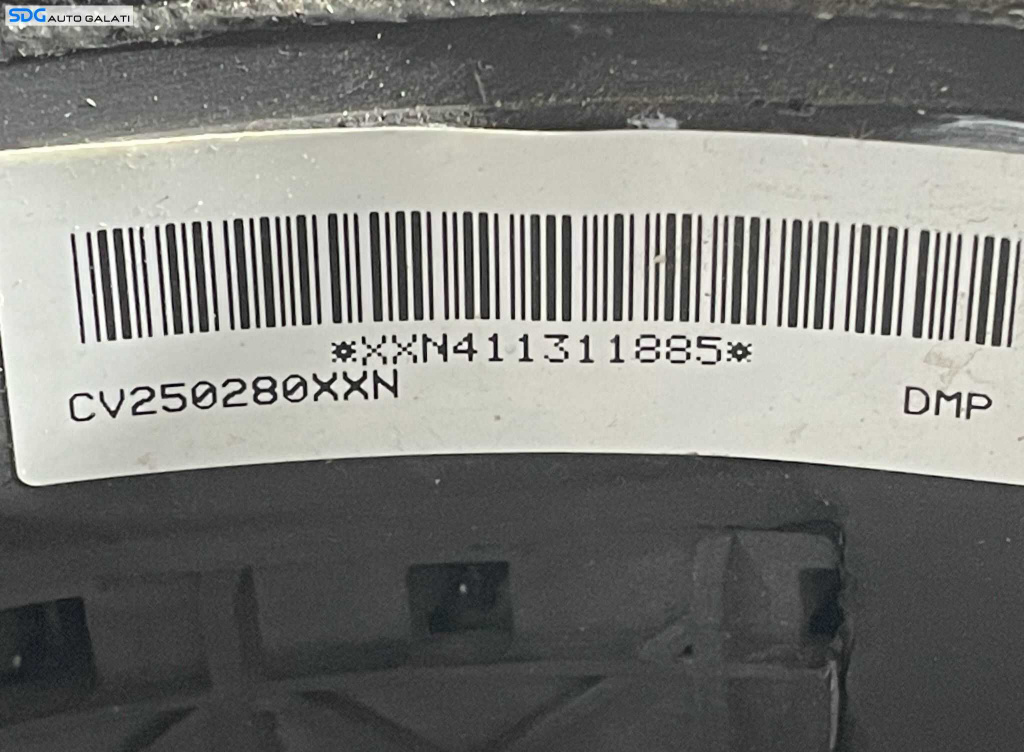 SDG AUTO GALATI
*XXN411311885*
CV250280XXN
DMP